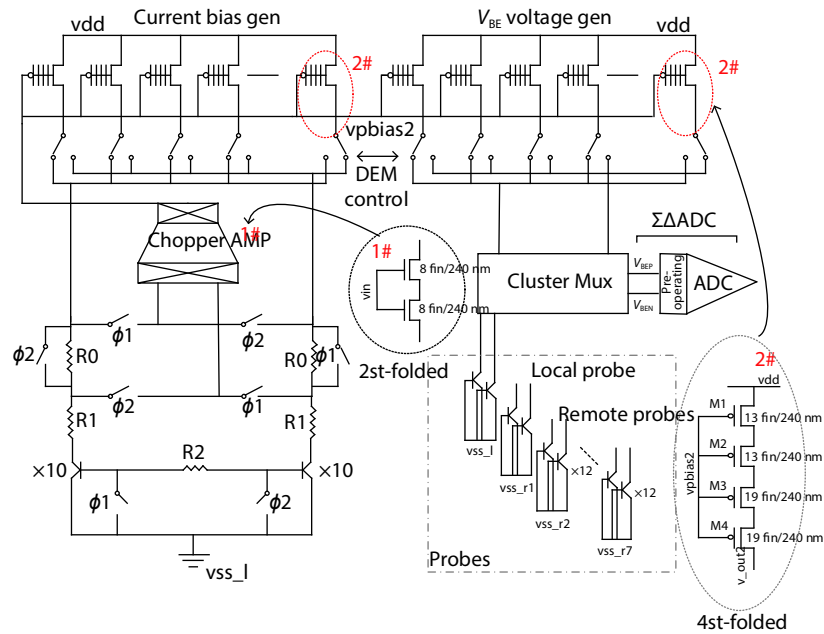 Current bias gen
V_BE voltage gen
vdd
vdd
2#
2#
vpbias2
DEM
control
ΣΔADC
Chopper AMP
1#
1#
8 fin/240 nm
vin
8 fin/240 nm
2st-folded
Cluster Mux
V_BEP
V_BEN
Pre-
operating
ADC
ϕ1
ϕ2
ϕ2
R0
R0
ϕ1
ϕ2
ϕ1
R1
R1
R2
×10
×10
ϕ1
ϕ2
vss_l
Local probe
Remote probes
vss_l
vss_r1
×12
vss_r2
×12
vss_r7
Probes
2#
vdd
M1
13 fin/240 nm
M2
13 fin/240 nm
vpbias2
M3
19 fin/240 nm
M4
19 fin/240 nm
v_out2
4st-folded